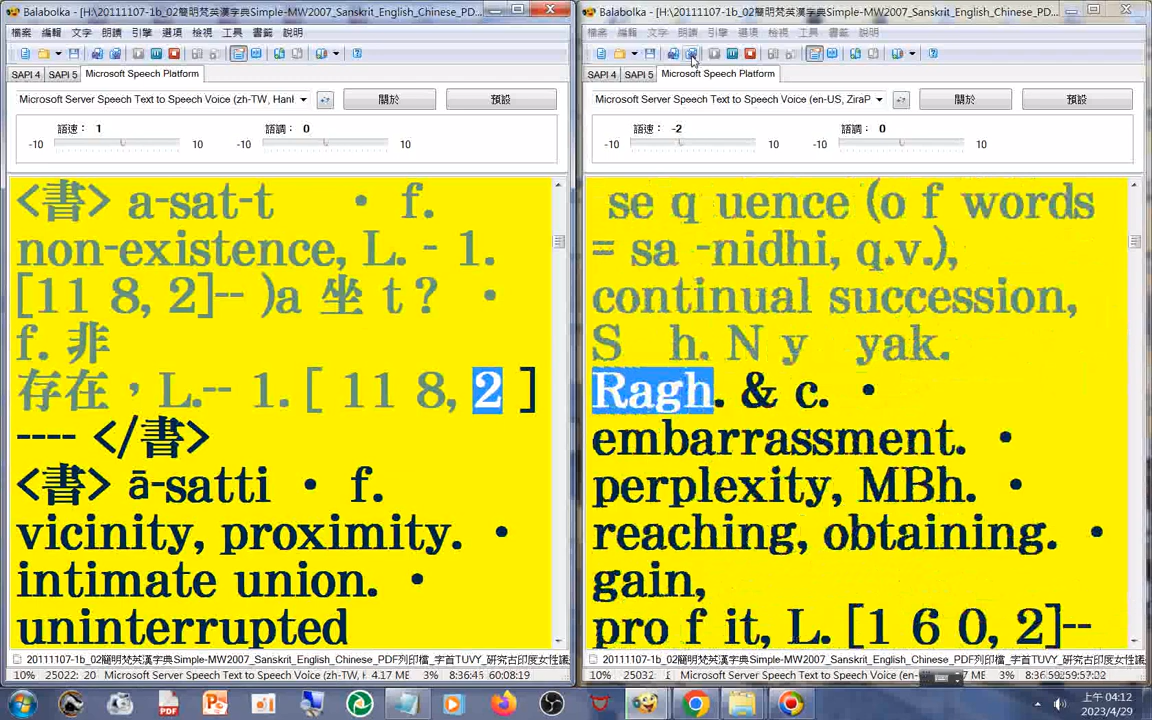 Balabolka - [H:\20111107-1b_02簡明梵英漢字典Simple-MW2007_Sanskrit_English_Chinese_PD...
檔案 編輯 文字 朗讀 引擎 選項 檢視 工具 書籤 說明
SAPI 4 SAPI 5 Microsoft Speech Platform
Microsoft Server Speech Text to Speech Voice (zh-TW, HanH
關於 預設
語速： 1 語調： 0
-10 10 -10 10
<書> a-sat-t • f.
non-existence, L. - 1.
[11 8, 2]-- )a 坐 t？ •
f. 非
存在，L.-- 1. [ 11 8, 2 ]
---- </書>
<書> ā-satti • f.
vicinity, proximity. •
intimate union. •
uninterrupted
20111107-1b_02簡明梵英漢字典Simple-MW2007_Sanskrit_English_Chinese_PDF列印檔_字首TUVY_研究古印度女性議
10% 25022: 20 Microsoft Server Speech Text to Speech Voice (zh-TW, Hanl 4.17 MB 3% 8:36:45 60:08:19
Balabolka - [H:\20111107-1b_02簡明梵英漢字典Simple-MW2007_Sanskrit_English_Chinese_PD...
檔案 編輯 文字 朗讀 引擎 選項 檢視 工具 書籤 說明
SAPI 4 SAPI 5 Microsoft Speech Platform
Microsoft Server Speech Text to Speech Voice (en-US, ZiraP
關於 預設
語速： -2 語調： 0
-10 10 -10 10
se q uence (o f words
= sa -nidhi, q.v.),
continual succession,
S h. N y yak.
Ragh. & c. •
embarrassment. •
perplexity, MBh. •
reaching, obtaining. •
gain,
pro f it, L. [1 6 0, 2]--
20111107-1b_02簡明梵英漢字典Simple-MW2007_Sanskrit_English_Chinese_PDF列印檔_字首TUVY_研究古印度女性議
10% 25032 Microsoft Server Speech Text to Speech Voice (en-US, ZiraP 4.17 MB 3%
上午 04:12
2023/4/29